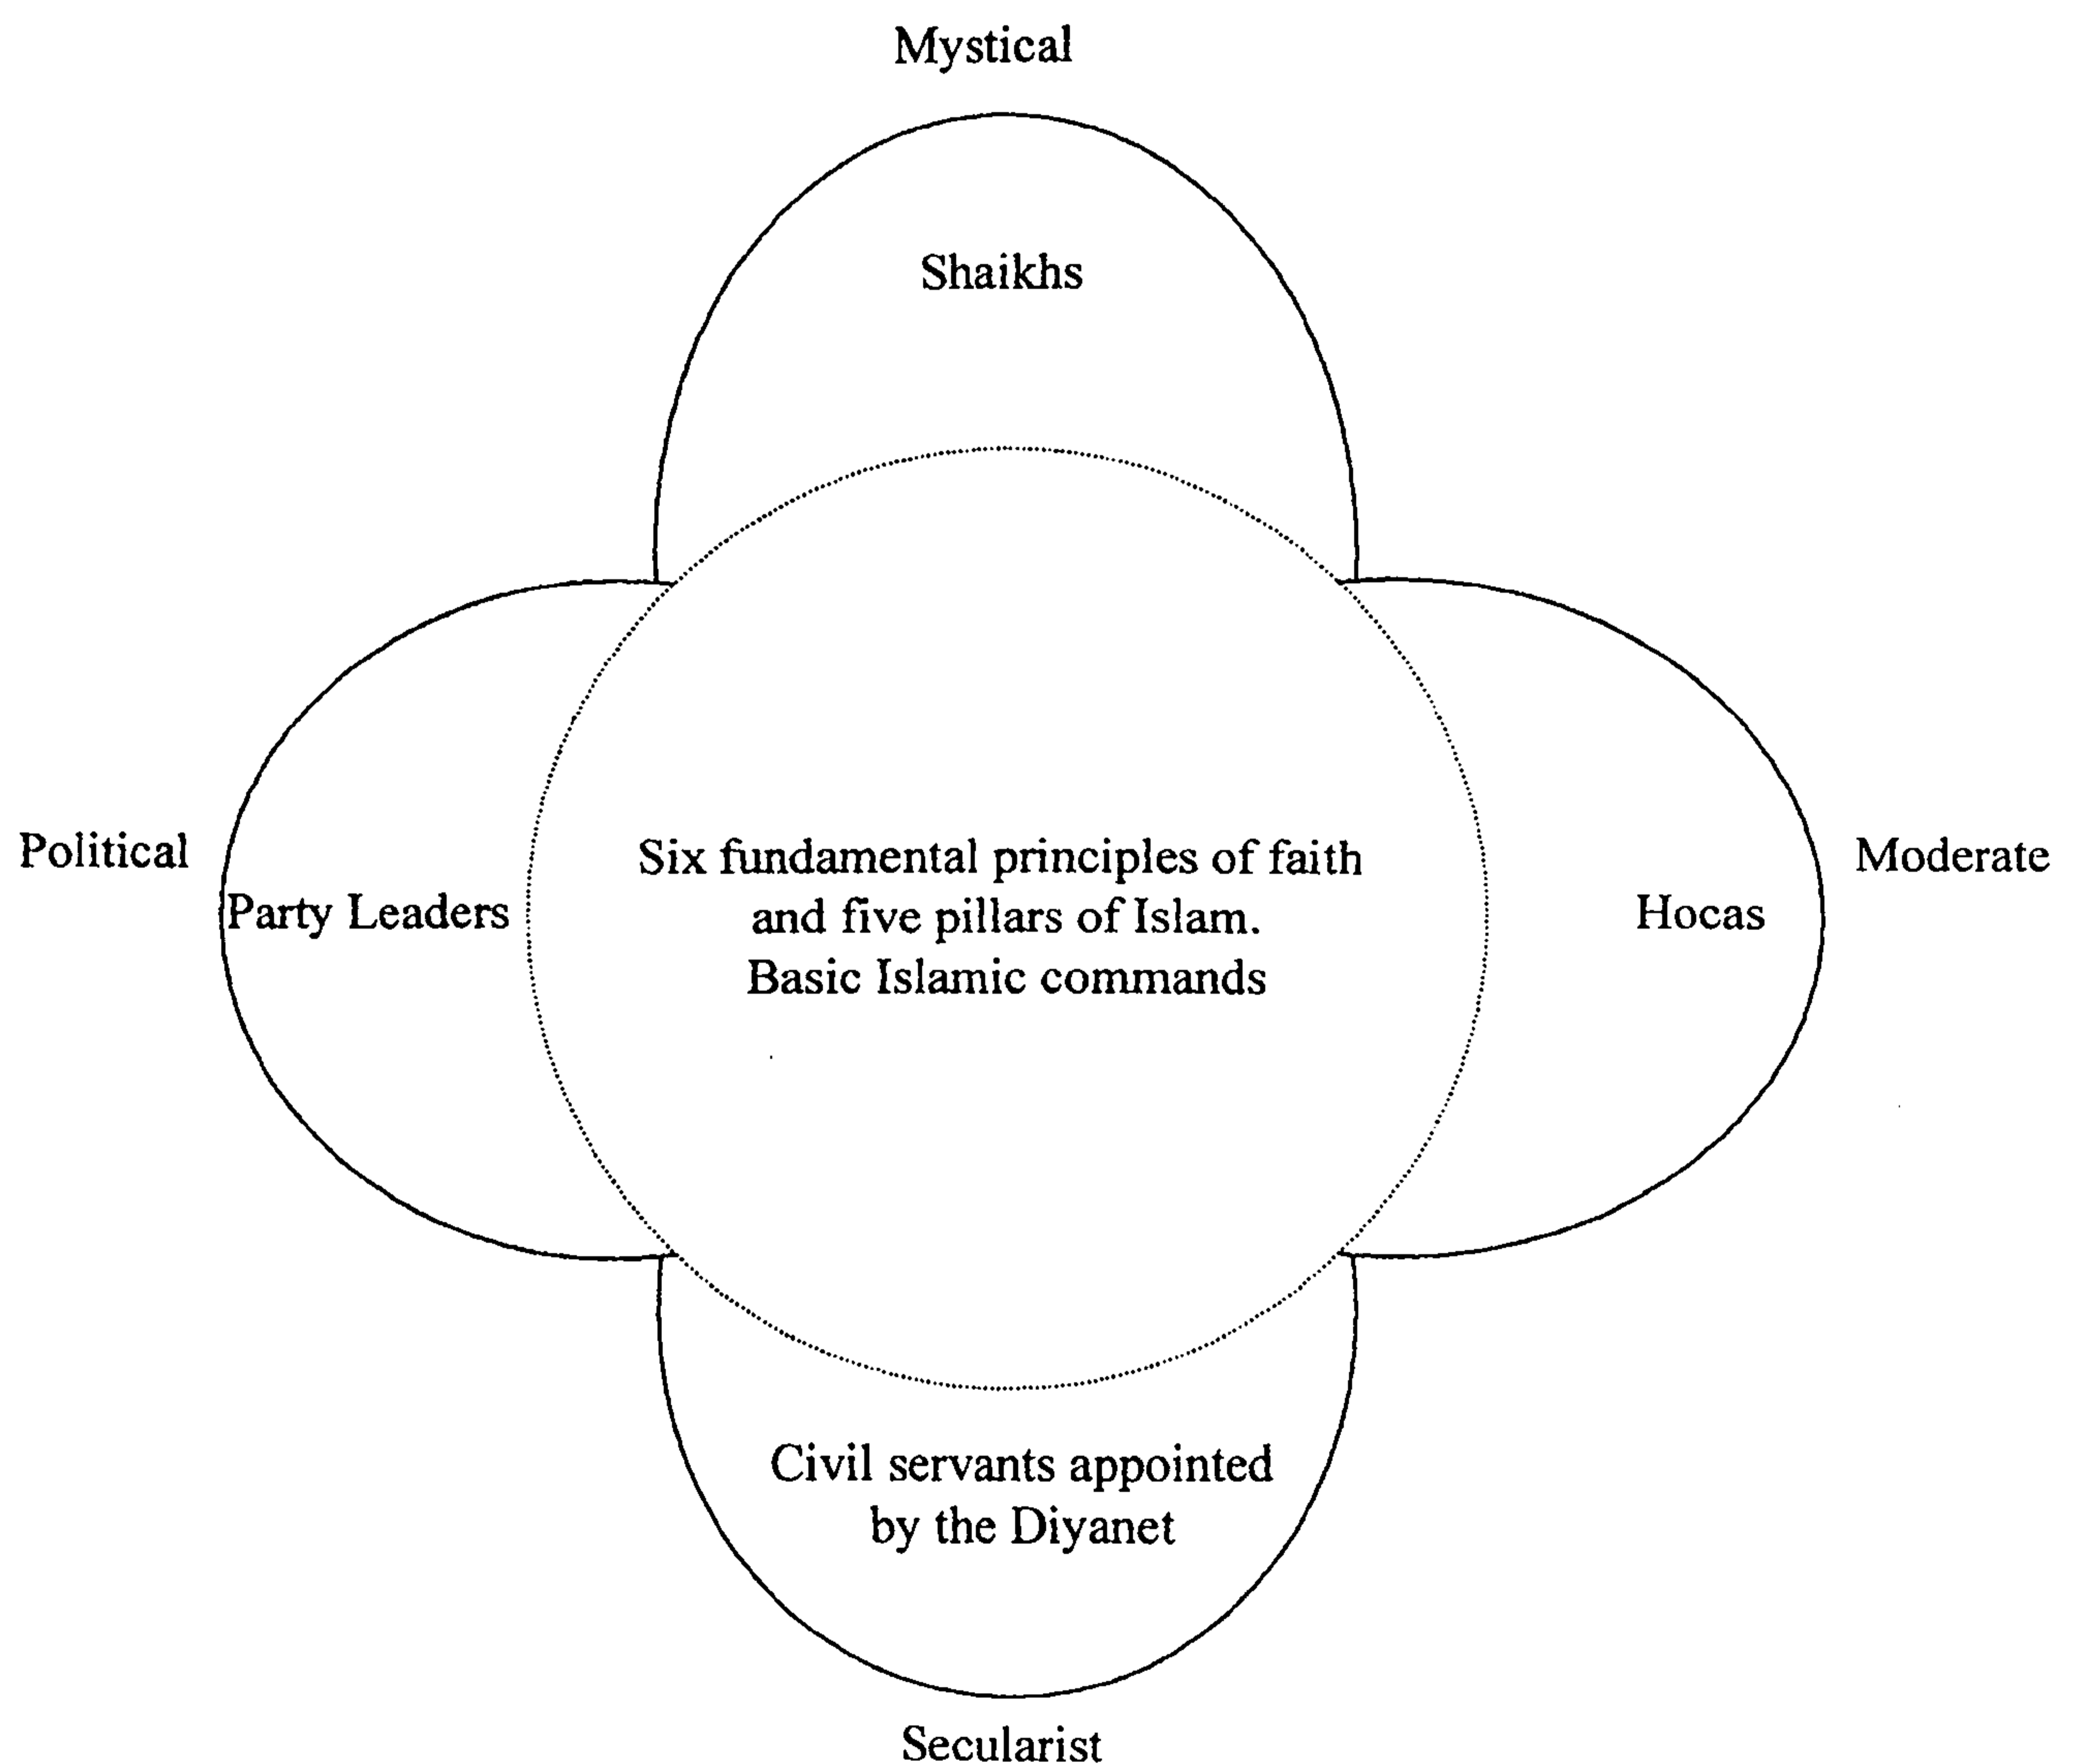 Mystical
Shaikhs
Political
Party Leaders
Six fundamental principles of faith
and five pillars of Islam.
Basic Islamic commands
Moderate
Hocas
Civil servants appointed
by the Diyanet
Secularist